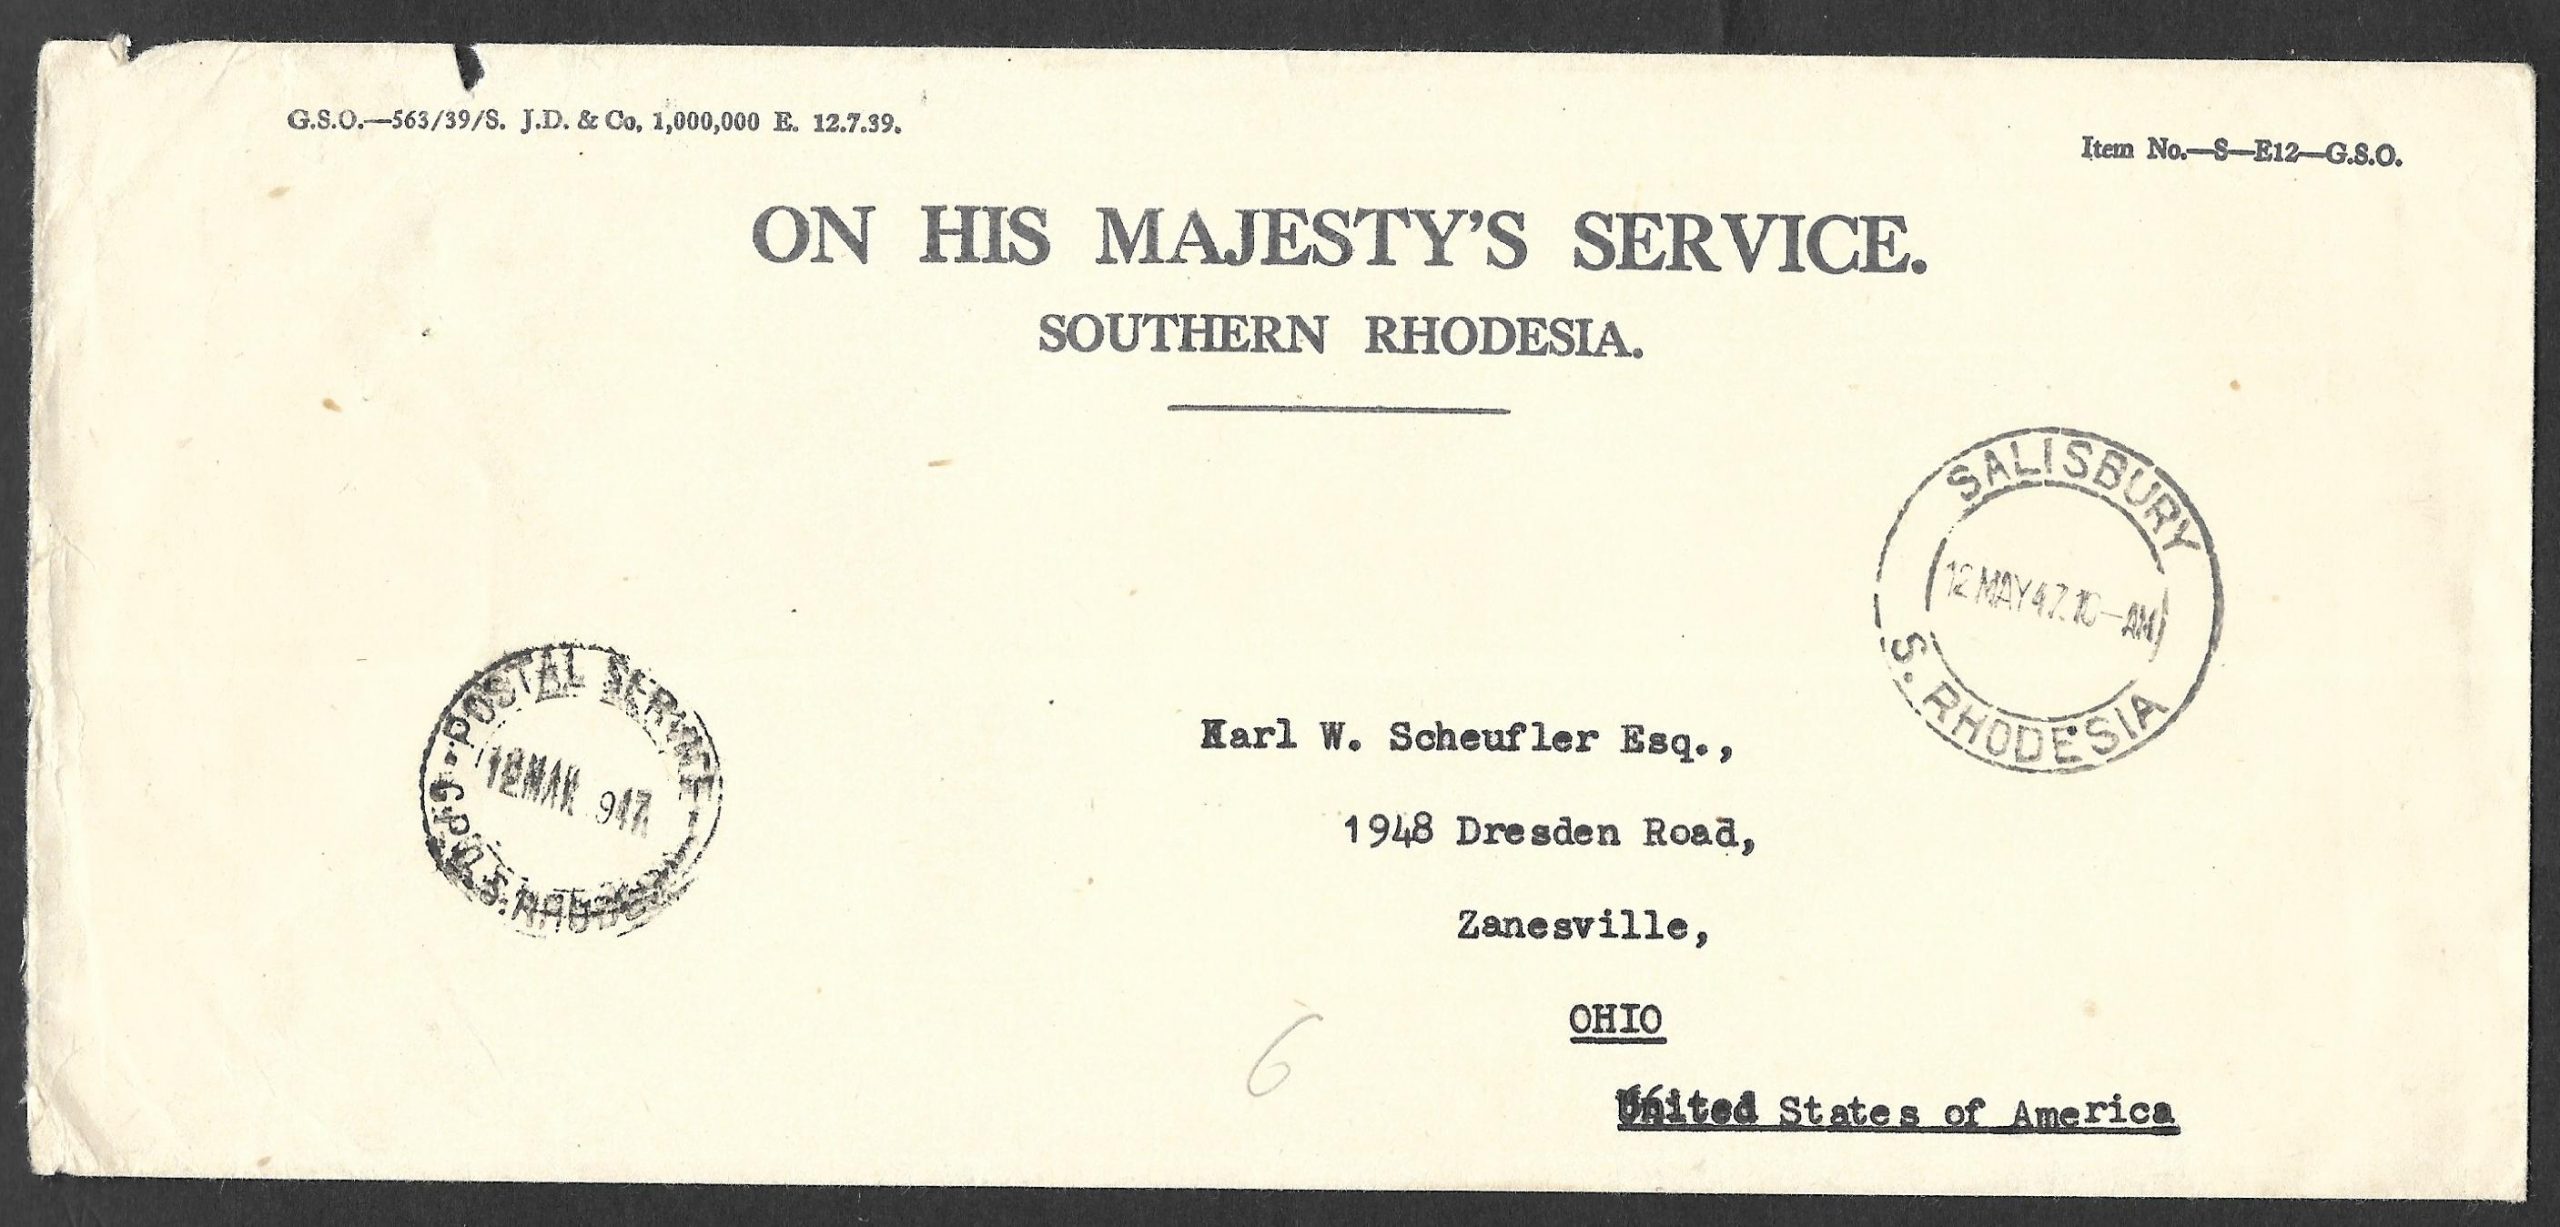 G.S.O.—563/39/S. J.D. & Co. 1,000,000 E. 12.7.39.
Item No.—S—E12—G.S.O.
ON HIS MAJESTY'S SERVICE.
SOUTHERN RHODESIA.
SALISBURY
12 MAY 47.10-AM
S. RHODESIA
POSTAL SERVICE
947
G.P.O.
S. RHODESIA
Karl W. Scheufler Esq.,
1948 Dresden Road,
Zanesville,
OHIO
6
United States of America